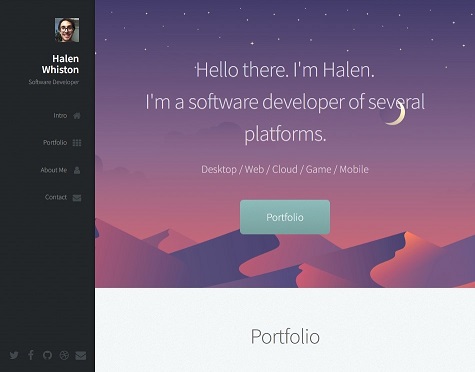 Halen
Whiston
Software Developer
Intro
Portfolio
About Me
Contact
Hello there. I'm Halen.
I'm a software developer of several
platforms.
Desktop / Web / Cloud / Game / Mobile
Portfolio
Portfolio